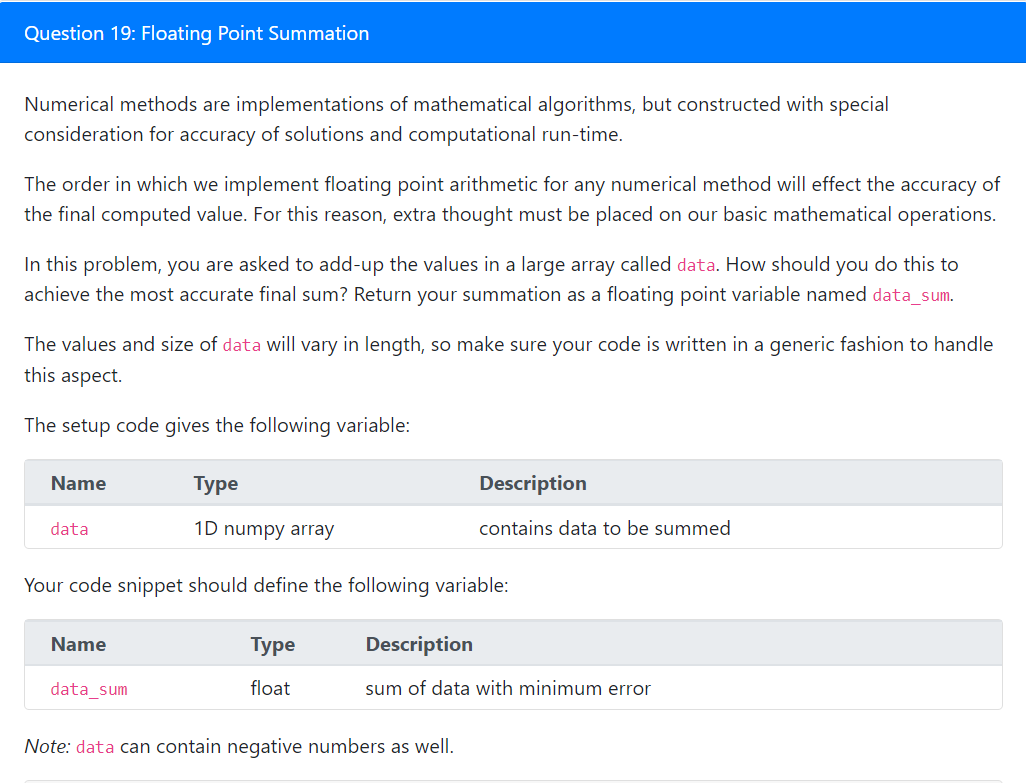 Question 19: Floating Point Summation
Numerical methods are implementations of mathematical algorithms, but constructed with special
consideration for accuracy of solutions and computational run-time.
The order in which we implement floating point arithmetic for any numerical method will effect the accuracy of
the final computed value. For this reason, extra thought must be placed on our basic mathematical operations.
In this problem, you are asked to add-up the values in a large array called data. How should you do this to
achieve the most accurate final sum? Return your summation as a floating point variable named data_sum.
The values and size of data will vary in length, so make sure your code is written in a generic fashion to handle
this aspect.
The setup code gives the following variable:
Name Type Description
data 1D numpy array contains data to be summed
Your code snippet should define the following variable:
Name Type Description
data_sum float sum of data with minimum error
Note: data can contain negative numbers as well.